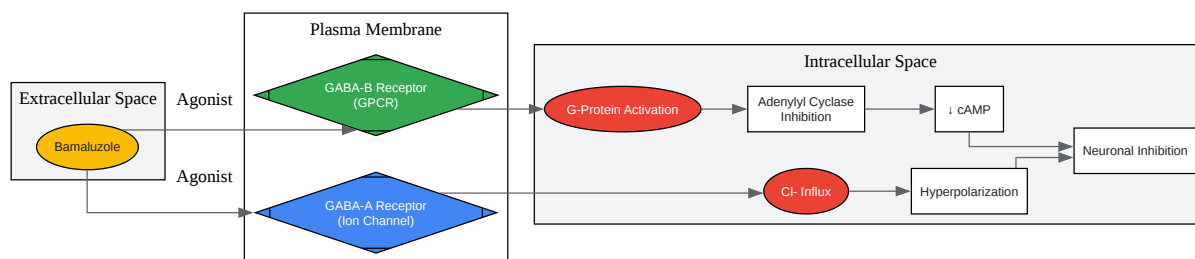 Extracellular Space
Bamaluzole
Agonist
Agonist
Plasma Membrane
GABA-B Receptor
(GPCR)
GABA-A Receptor
(Ion Channel)
Intracellular Space
G-Protein Activation
Adenylyl Cyclase
Inhibition
↓ cAMP
Neuronal Inhibition
Cl- Influx
Hyperpolarization